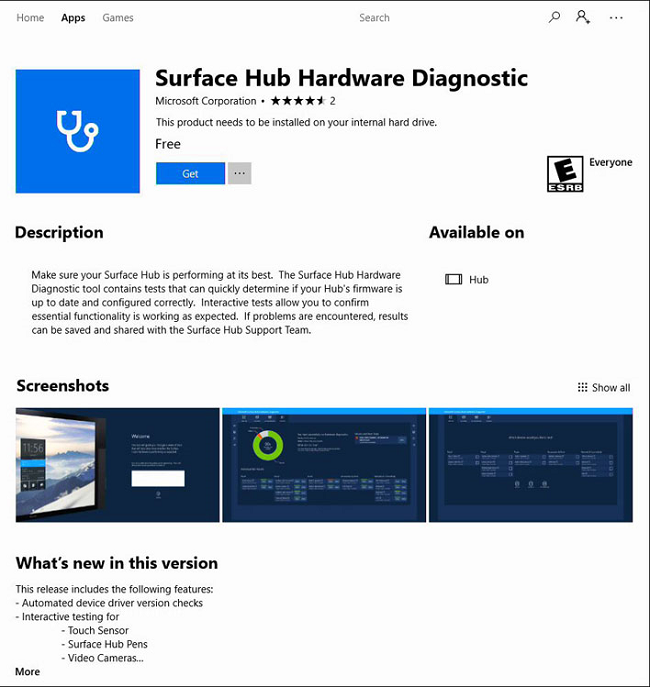 Home Apps Games Search
Surface Hub Hardware Diagnostic
Microsoft Corporation • ★★★★★ 2
This product needs to be installed on your internal hard drive.
Free
Get ...
E
ESRB
Everyone
Description
Make sure your Surface Hub is performing at its best. The Surface Hub Hardware
Diagnostic tool contains tests that can quickly determine if your Hub's firmware is
up to date and configured correctly. Interactive tests allow you to confirm
essential functionality is working as expected. If problems are encountered, results
can be saved and shared with the Surface Hub Support Team.
Available on
Hub
Screenshots
Show all
11:56
Welcome
What's new in this version
This release includes the following features:
- Automated device driver version checks
- Interactive testing for
- Touch Sensor
- Surface Hub Pens
- Video Cameras...
More